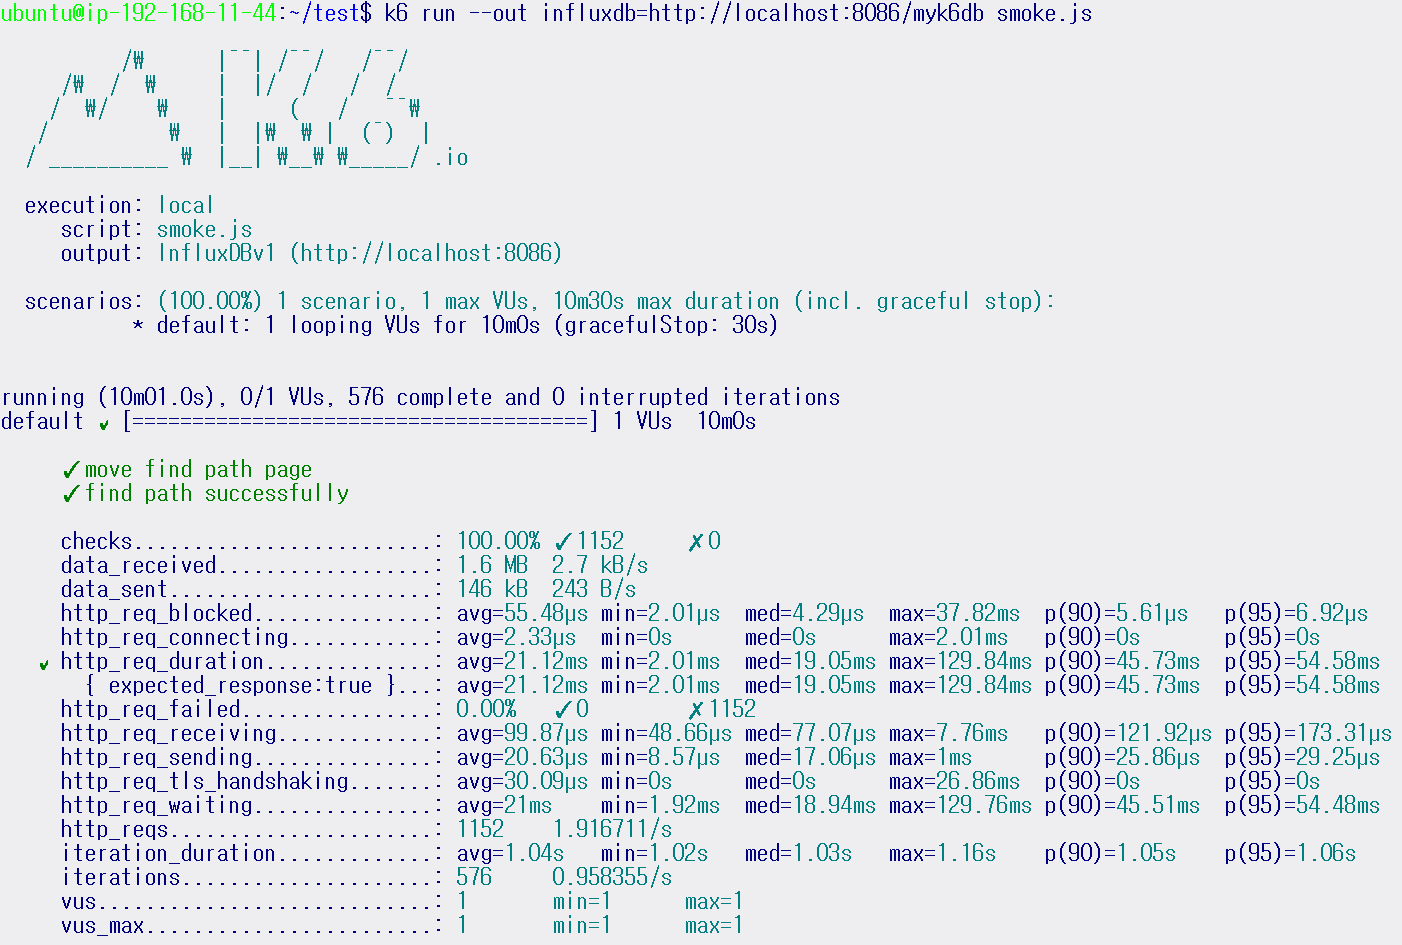 ubuntu@ip-192-168-11-44:~/test$ k6 run --out influxdb=http://localhost:8086/myk6db smoke.js
          /₩      |‾‾| /‾‾/   /‾‾/
     /₩  /  ₩     |  |/  /   /  /
    /  ₩/    ₩    |     (   /   ‾‾₩
   /          ₩   |  |₩  ₩ |  (‾)  |
  / __________ ₩  |__| ₩__₩ ₩_____/ .io
  execution: local
     script: smoke.js
     output: InfluxDBv1 (http://localhost:8086)
  scenarios: (100.00%) 1 scenario, 1 max VUs, 10m30s max duration (incl. graceful stop):
           * default: 1 looping VUs for 10m0s (gracefulStop: 30s)
running (10m01.0s), 0/1 VUs, 576 complete and 0 interrupted iterations
default ✓ [======================================] 1 VUs  10m0s
     ✓ move find path page
     ✓ find path successfully
     checks.........................: 100.00% ✓ 1152     ✗ 0
     data_received..................: 1.6 MB  2.7 kB/s
     data_sent......................: 146 kB  243 B/s
     http_req_blocked...............: avg=55.48µs min=2.01µs  med=4.29µs  max=37.82ms  p(90)=5.61µs   p(95)=6.92µs
     http_req_connecting............: avg=2.33µs  min=0s      med=0s      max=2.01ms   p(90)=0s       p(95)=0s
   ✓ http_req_duration..............: avg=21.12ms min=2.01ms  med=19.05ms max=129.84ms p(90)=45.73ms  p(95)=54.58ms
       { expected_response:true }...: avg=21.12ms min=2.01ms  med=19.05ms max=129.84ms p(90)=45.73ms  p(95)=54.58ms
     http_req_failed................: 0.00%   ✓ 0        ✗ 1152
     http_req_receiving.............: avg=99.87µs min=48.66µs med=77.07µs max=7.76ms   p(90)=121.92µs p(95)=173.31µs
     http_req_sending...............: avg=20.63µs min=8.57µs  med=17.06µs max=1ms      p(90)=25.86µs  p(95)=29.25µs
     http_req_tls_handshaking.......: avg=30.09µs min=0s      med=0s      max=26.86ms  p(90)=0s       p(95)=0s
     http_req_waiting...............: avg=21ms    min=1.92ms  med=18.94ms max=129.76ms p(90)=45.51ms  p(95)=54.48ms
     http_reqs......................: 1152    1.916711/s
     iteration_duration.............: avg=1.04s   min=1.02s   med=1.03s   max=1.16s    p(90)=1.05s    p(95)=1.06s
     iterations.....................: 576     0.958355/s
     vus............................: 1       min=1      max=1
     vus_max........................: 1       min=1      max=1